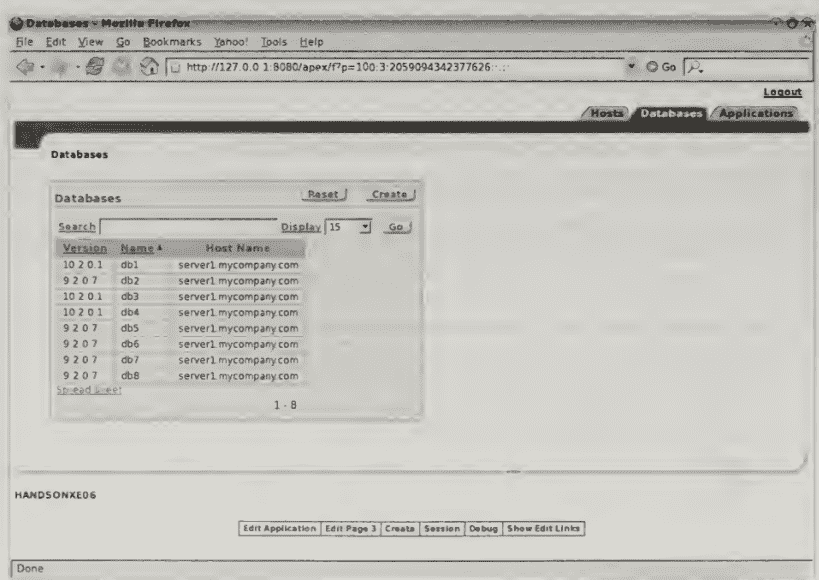 Databases - Mozilla Firefox
File Edit View Go Bookmarks Yahoo! Tools Help
http://127.0.0.1:8080/apex/f?p=100:3:2059094342377626::::: Go
Logout
Hosts Databases Applications
Databases
Databases Reset Create
Search Display 15 Go
Version Name Host Name
10 2 0.1 db1 server1.mycompany.com
9 2 0 7 db2 server1.mycompany.com
10 2 0.1 db3 server1.mycompany.com
10 2 0 1 db4 server1.mycompany.com
9 2 0 7 db5 server1.mycompany.com
9 2 0 7 db6 server1.mycompany.com
9 2 0 7 db7 server1.mycompany.com
9 2 0 7 db8 server1.mycompany.com
Spread Sheet
1 - 8
HANDSONXE06
Edit Application Edit Page 3 Create Session Debug Show Edit Links
Done